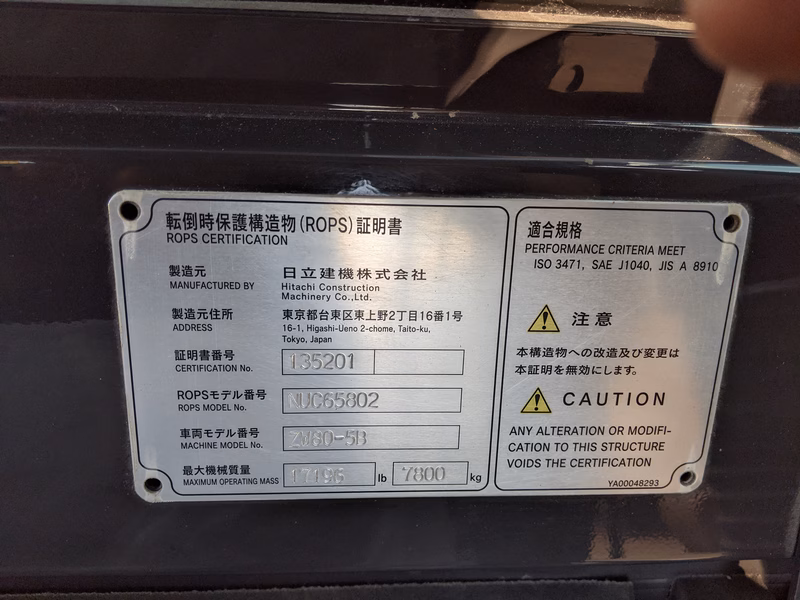 転倒時保護構造物(ROPS)証明書
ROPS CERTIFICATION
製造元
MANUFACTURED BY
日立建機株式会社
Hitachi Construction
Machinery Co.,Ltd.
製造元住所
ADDRESS
東京都台東区東上野2丁目16番1号
16-1, Higashi-Ueno 2-chome, Taito-ku,
Tokyo, Japan
証明書番号
CERTIFICATION No.
135201
ROPSモデル番号
ROPS MODEL No.
NUC65802
車両モデル番号
MACHINE MODEL No.
ZW80-5B
最大機械質量
MAXIMUM OPERATING MASS
17196 lb 7800 kg
適合規格
PERFORMANCE CRITERIA MEET
ISO 3471, SAE J1040, JIS A 8910
注意
本構造物への改造及び変更は
本証明を無効にします。
CAUTION
ANY ALTERATION OR MODIFI-
CATION TO THIS STRUCTURE
VOIDS THE CERTIFICATION
YA00048293